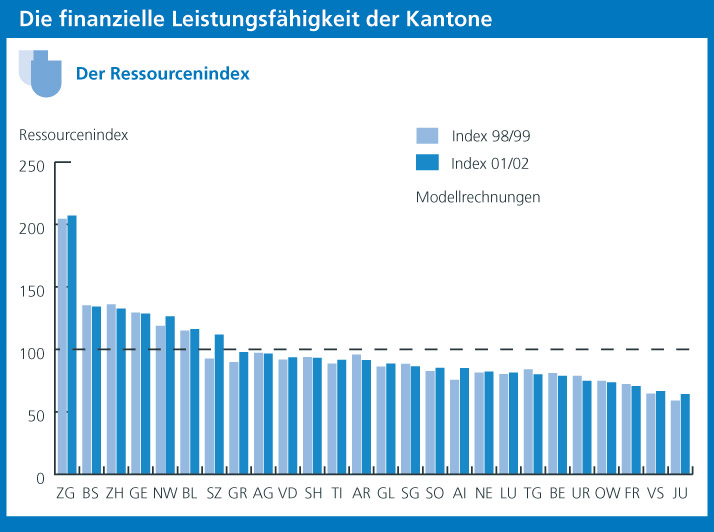 Die finanzielle Leistungsfähigkeit der Kantone
Der Ressourcenindex
Ressourcenindex
Index 98/99
Index 01/02
Modellrechnungen
250
200
150
100
50
0
ZG BS ZH GE NW BL SZ GR AG VD SH TI AR GL SG SO AI NE LU TG BE UR OW FR VS JU